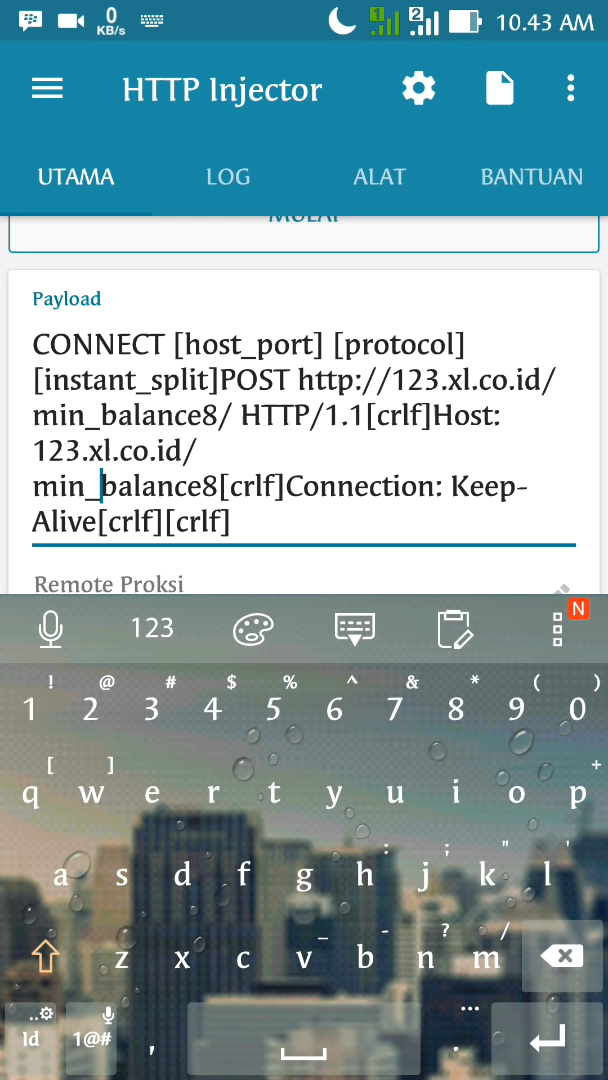 0
KB/s
1
2
10.43 AM
HTTP Injector
UTAMA LOG ALAT BANTUAN
MULAI
Payload
CONNECT [host_port] [protocol]
[instant_split]POST http://123.xl.co.id/
min_balance8/ HTTP/1.1[crlf]Host:
123.xl.co.id/
min_balance8[crlf]Connection: Keep-
Alive[crlf][crlf]
Remote Proksi
123
N
! @ # $ % ^ & * ( )
1 2 3 4 5 6 7 8 9 0
[ ] +
q w e r t y u i o p
: ; " '
a s d f g h j k l
_ - ? /
z x c v b n m
.. ...
Id 1@# , .